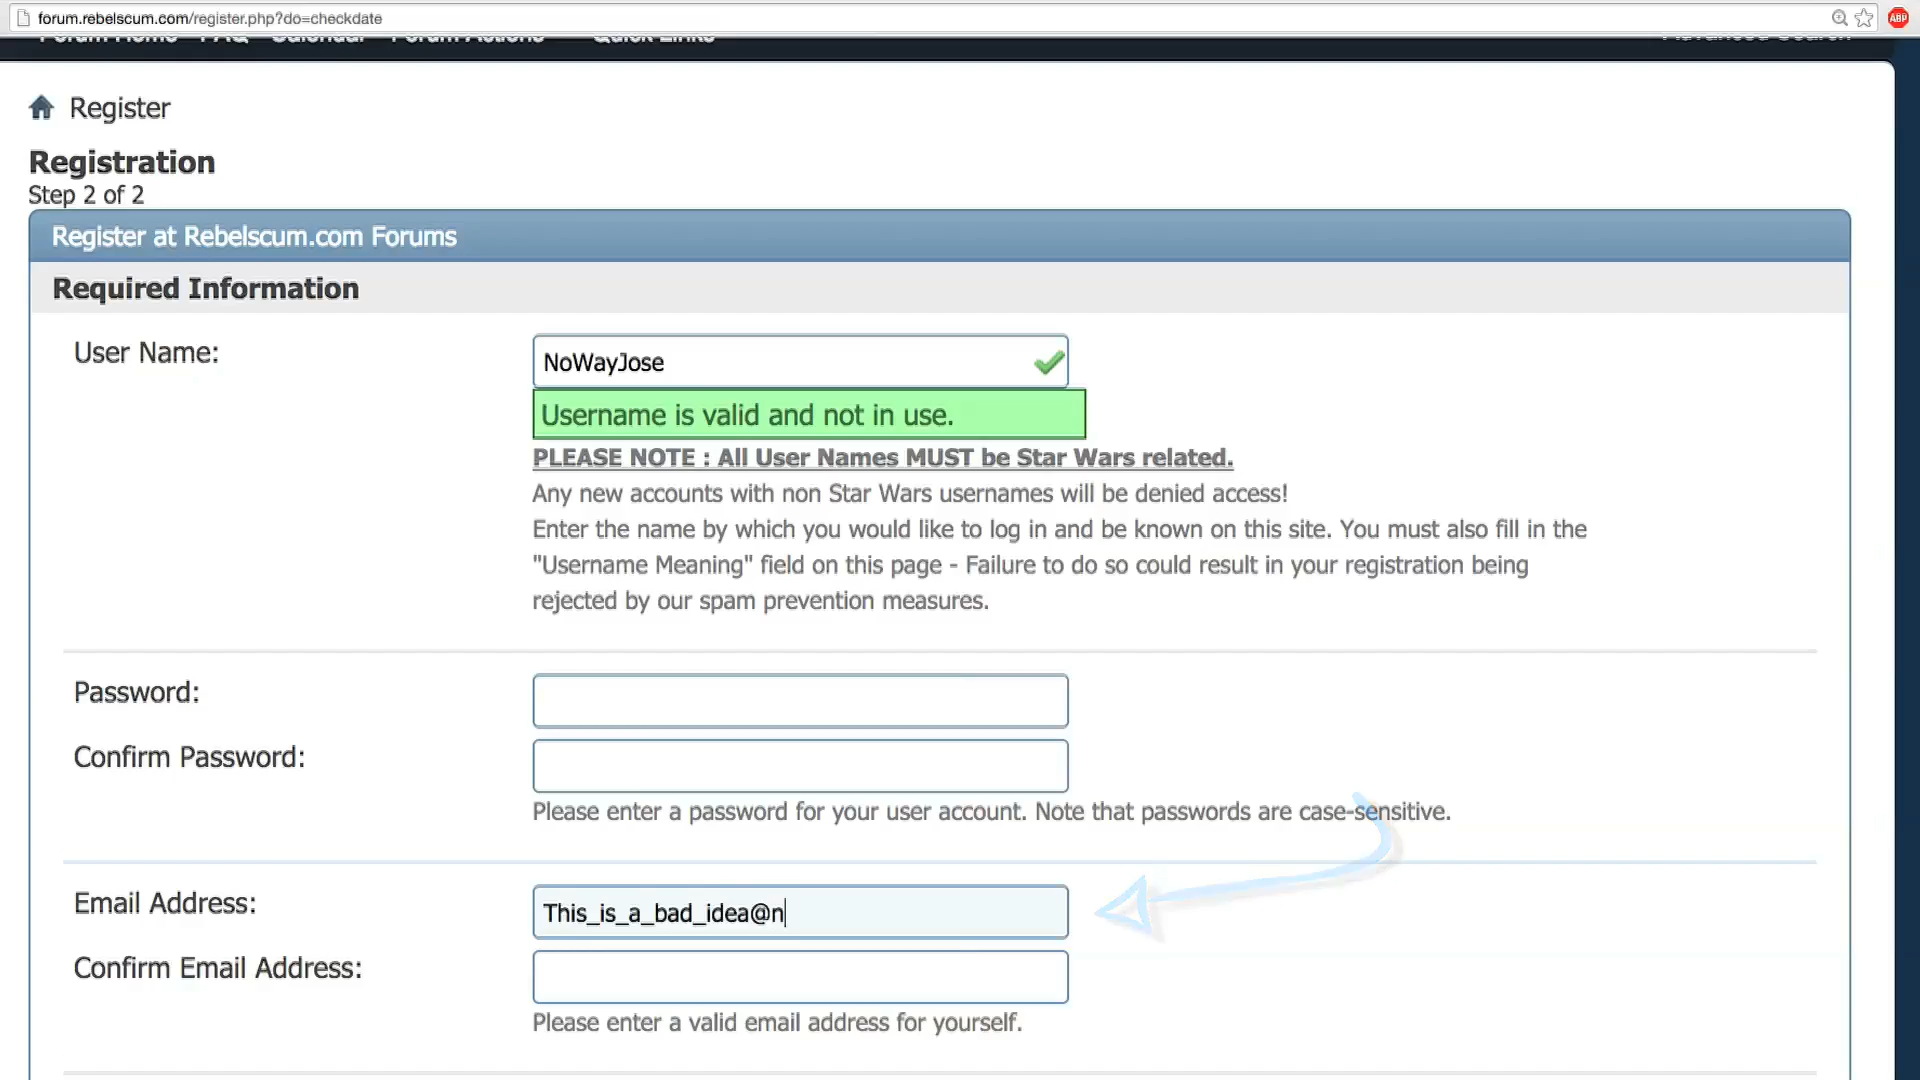 forum.rebelscum.com/register.php?do=checkdate
ABP
Forum Home FAQ Calendar Forum Actions Quick Links
Advanced Search
Register
Registration
Step 2 of 2
Register at Rebelscum.com Forums
Required Information
User Name:
NoWayJose
Username is valid and not in use.
PLEASE NOTE : All User Names MUST be Star Wars related.
Any new accounts with non Star Wars usernames will be denied access!
Enter the name by which you would like to log in and be known on this site. You must also fill in the
"Username Meaning" field on this page - Failure to do so could result in your registration being
rejected by our spam prevention measures.
Password:
Confirm Password:
Please enter a password for your user account. Note that passwords are case-sensitive.
Email Address:
This_is_a_bad_idea@n
Confirm Email Address:
Please enter a valid email address for yourself.